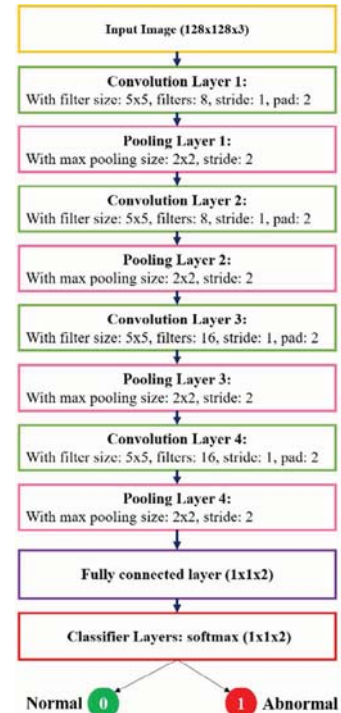 Input Image (128x128x3)
Convolution Layer 1:
With filter size: 5x5, filters: 8, stride: 1, pad: 2
Pooling Layer 1:
With max pooling size: 2x2, stride: 2
Convolution Layer 2:
With filter size: 5x5, filters: 8, stride: 1, pad: 2
Pooling Layer 2:
With max pooling size: 2x2, stride: 2
Convolution Layer 3:
With filter size: 5x5, filters: 16, stride: 1, pad: 2
Pooling Layer 3:
With max pooling size: 2x2, stride: 2
Convolution Layer 4:
With filter size: 5x5, filters: 16, stride: 1, pad: 2
Pooling Layer 4:
With max pooling size: 2x2, stride: 2
Fully connected layer (1x1x2)
Classifier Layers: softmax (1x1x2)
Normal 0 1 Abnormal